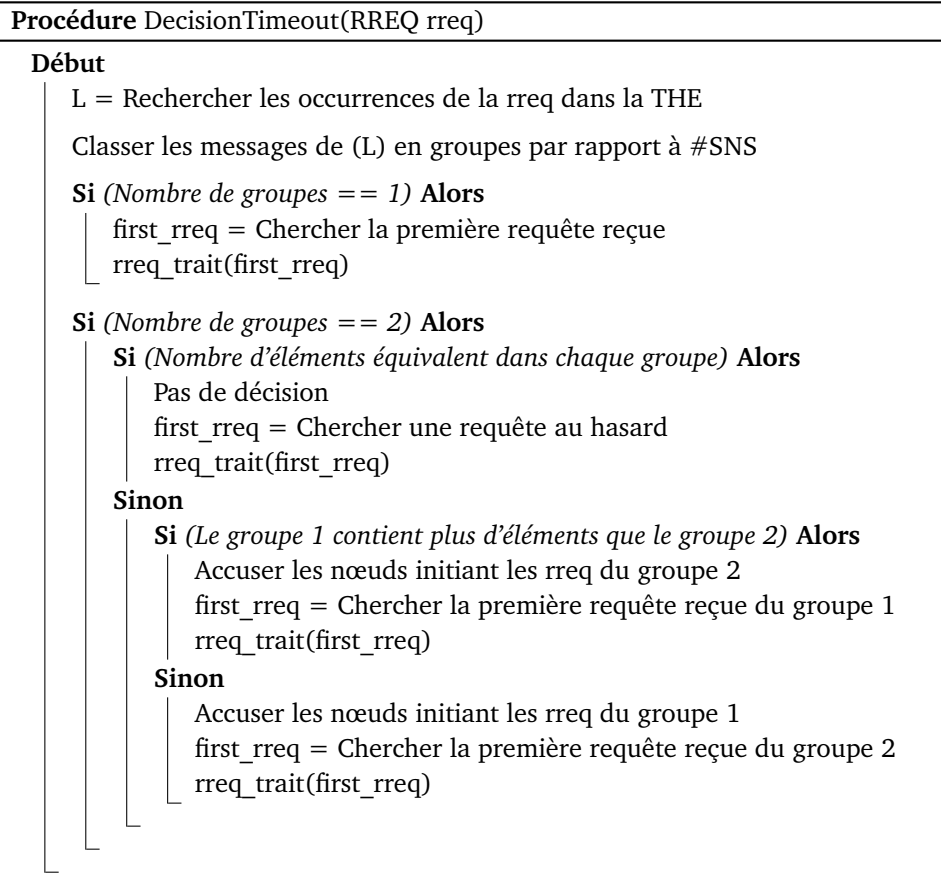 Procédure DecisionTimeout(RREQ rreq)
Début
L = Rechercher les occurrences de la rreq dans la THE
Classer les messages de (L) en groupes par rapport à #SNS
Si (Nombre de groupes == 1) Alors
first_rreq = Chercher la première requête reçue
rreq_trait(first_rreq)
Si (Nombre de groupes == 2) Alors
Si (Nombre d'éléments équivalent dans chaque groupe) Alors
Pas de décision
first_rreq = Chercher une requête au hasard
rreq_trait(first_rreq)
Sinon
Si (Le groupe 1 contient plus d'éléments que le groupe 2) Alors
Accuser les nœuds initiant les rreq du groupe 2
first_rreq = Chercher la première requête reçue du groupe 1
rreq_trait(first_rreq)
Sinon
Accuser les nœuds initiant les rreq du groupe 1
first_rreq = Chercher la première requête reçue du groupe 2
rreq_trait(first_rreq)